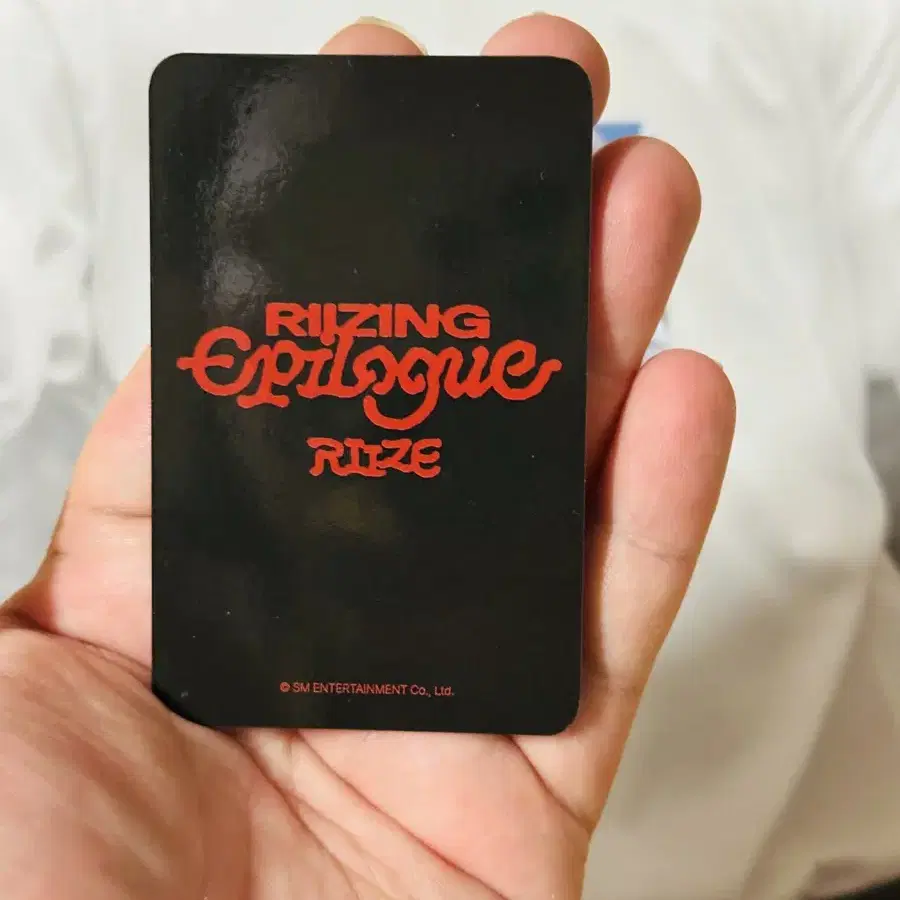 RIIZING
Epilogue
RIIZE
© SM ENTERTAINMENT Co., Ltd.